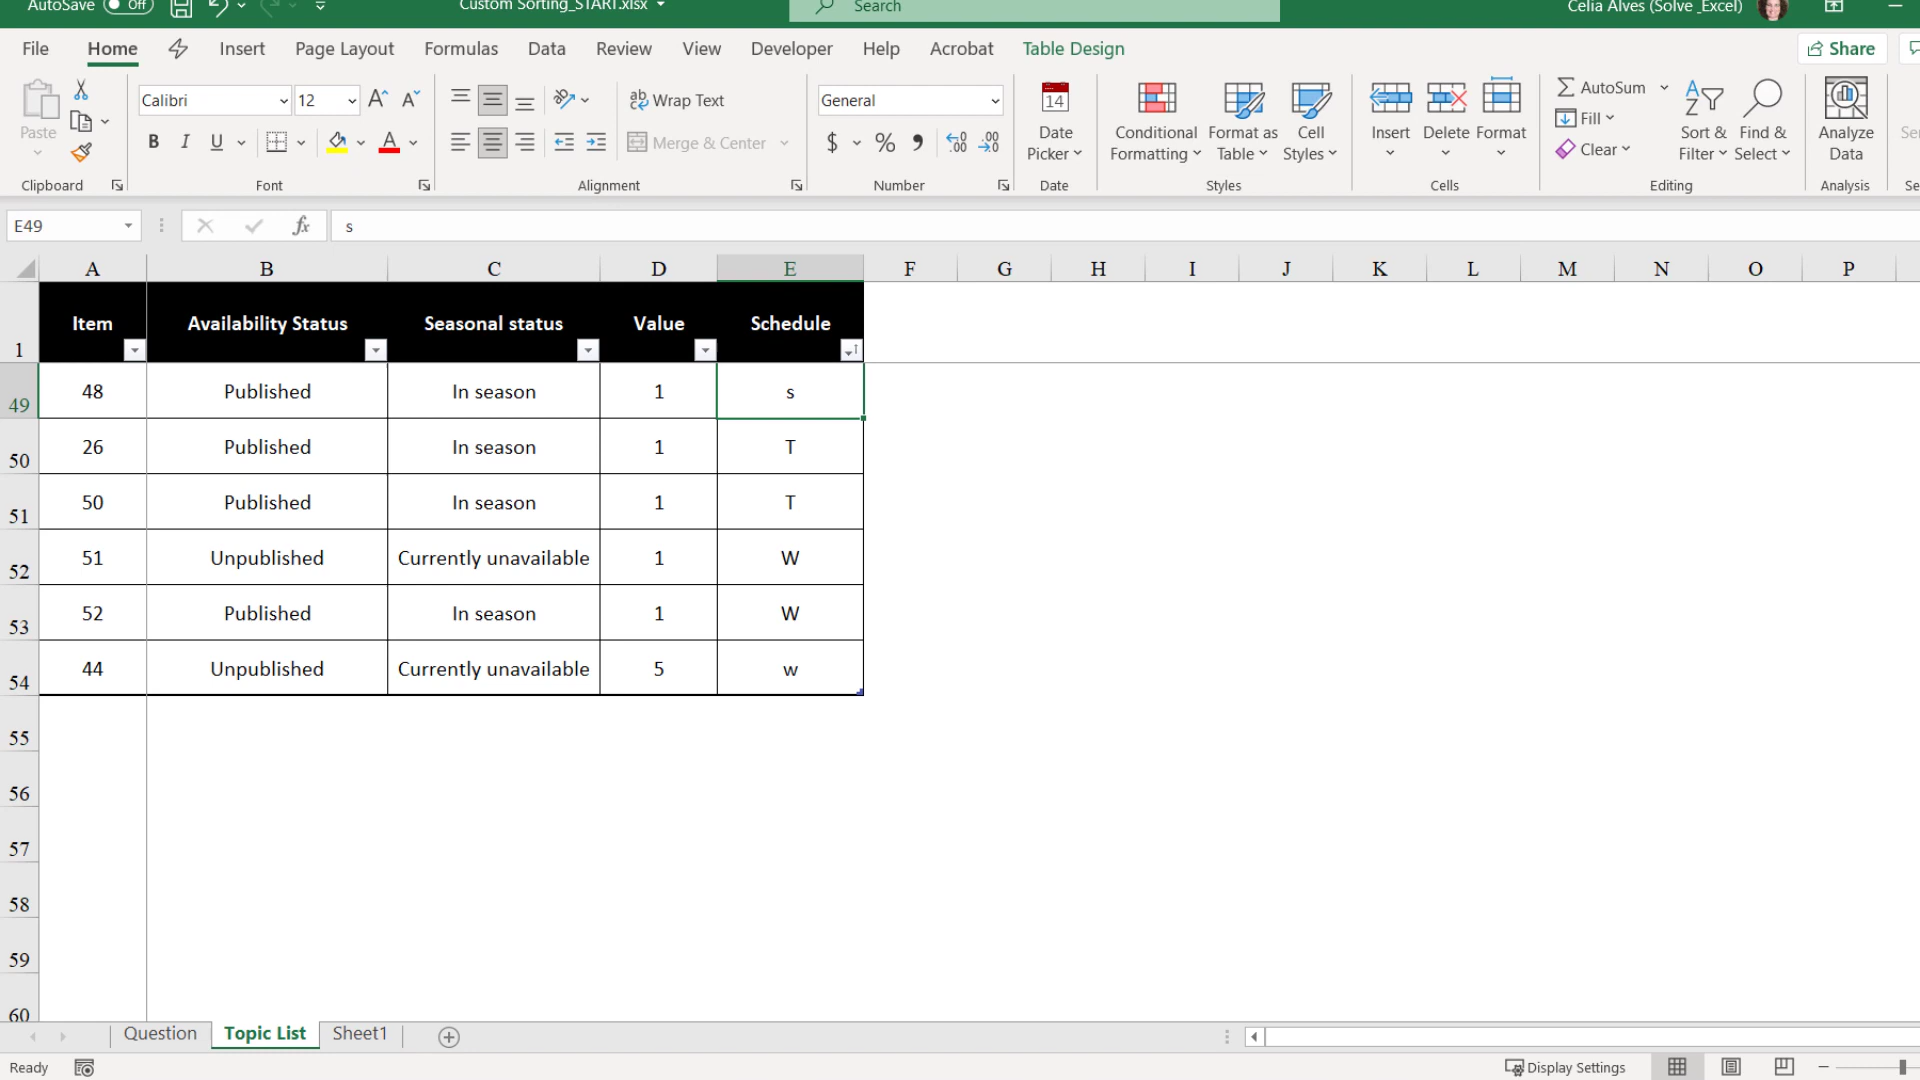 AutoSave Off Custom Sorting_START.xlsx Search Celia Alves (Solve _Excel)
File Home Insert Page Layout Formulas Data Review View Developer Help Acrobat Table Design Share
Calibri 12 Wrap Text General 14 AutoSum
Paste Date Conditional Format as Cell Insert Delete Format Fill Sort & Find & Analyze
B I U A Merge & Center $ % Picker Formatting Table Styles Clear Filter Select Data
Clipboard Font Alignment Number Date Styles Cells Editing Analysis Se
E49 fx s
A B C D E F G H I J K L M N O P
1 Item Availability Status Seasonal status Value Schedule
49 48 Published In season 1 s
50 26 Published In season 1 T
51 50 Published In season 1 T
52 51 Unpublished Currently unavailable 1 W
53 52 Published In season 1 W
54 44 Unpublished Currently unavailable 5 w
55
56
57
58
59
60
Question Topic List Sheet1
Ready Display Settings